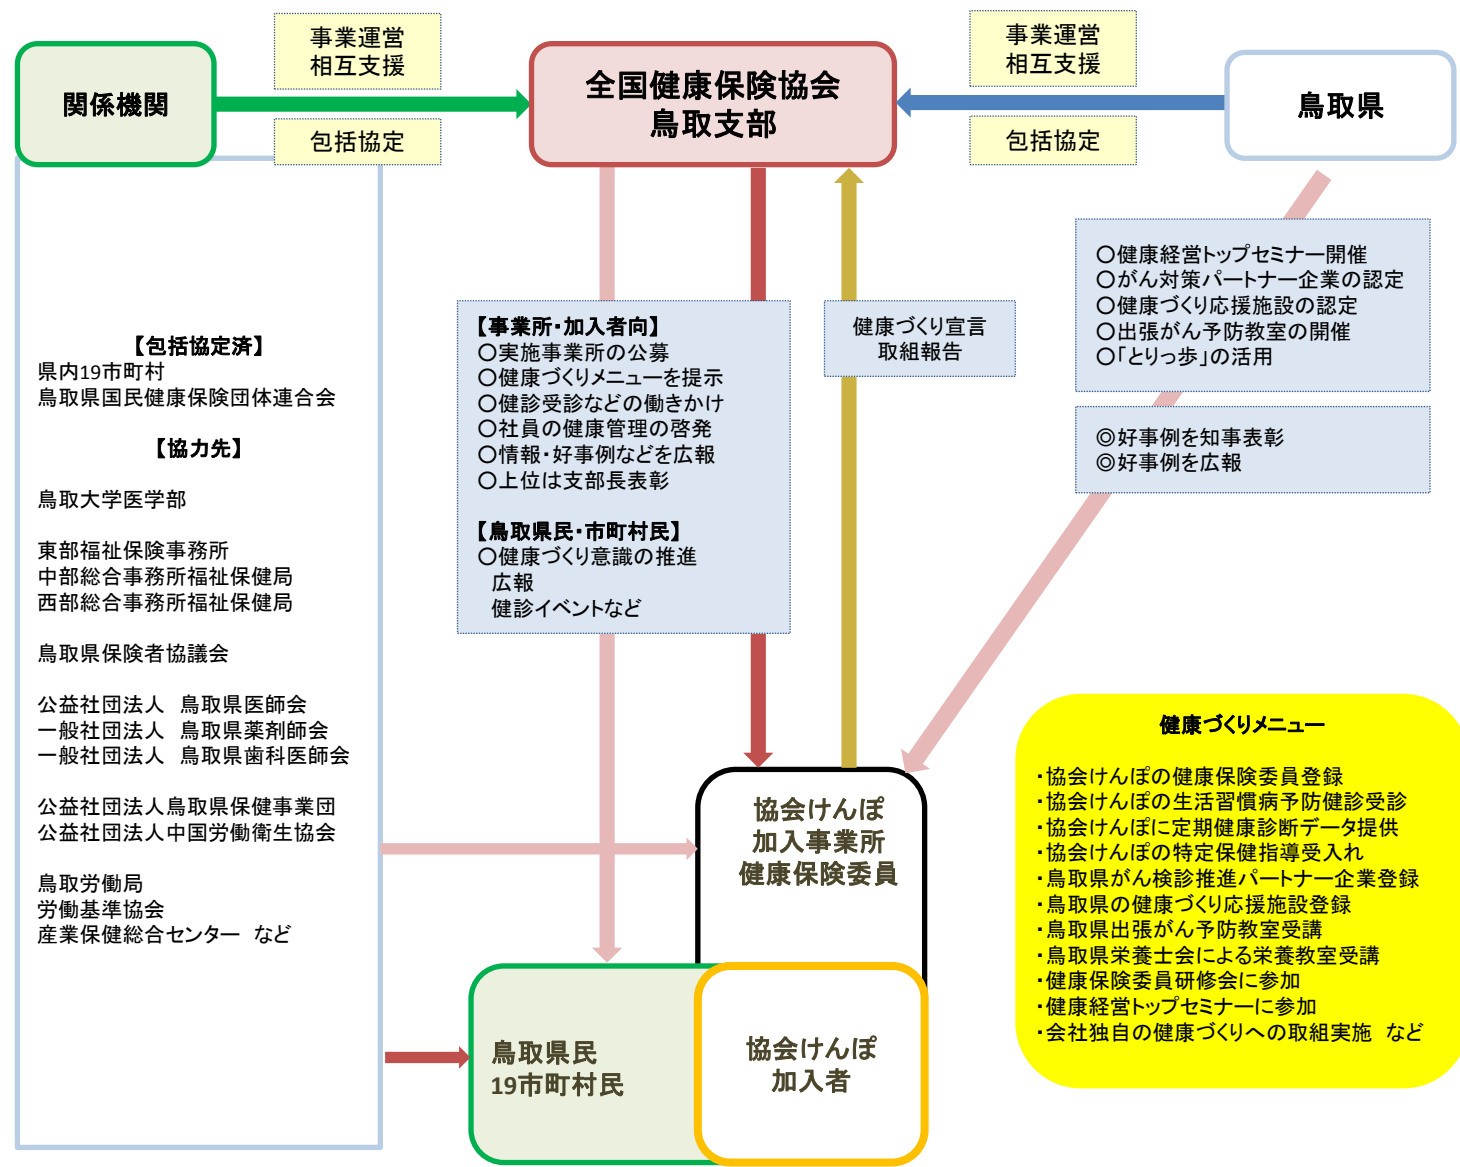 関係機関
事業運営
相互支援
包括協定
全国健康保険協会
鳥取支部
事業運営
相互支援
包括協定
鳥取県
【包括協定済】
県内19市町村
鳥取県国民健康保険団体連合会
【協力先】
鳥取大学医学部
東部福祉保険事務所
中部総合事務所福祉保健局
西部総合事務所福祉保健局
鳥取県保険者協議会
公益社団法人　鳥取県医師会
一般社団法人　鳥取県薬剤師会
一般社団法人　鳥取県歯科医師会
公益社団法人鳥取県保健事業団
公益社団法人中国労働衛生協会
鳥取労働局
労働基準協会
産業保健総合センター　など
【事業所・加入者向】
〇実施事業所の公募
〇健康づくりメニューを提示
〇健診受診などの働きかけ
〇社員の健康管理の啓発
〇情報・好事例などを広報
〇上位は支部長表彰
【鳥取県民・市町村民】
〇健康づくり意識の推進
広報
健診イベントなど
健康づくり宣言
取組報告
〇健康経営トップセミナー開催
〇がん対策パートナー企業の認定
〇健康づくり応援施設の認定
〇出張がん予防教室の開催
〇「とりっ歩」の活用
◎好事例を知事表彰
◎好事例を広報
協会けんぽ
加入事業所
健康保険委員
鳥取県民
19市町村民
協会けんぽ
加入者
健康づくりメニュー
・協会けんぽの健康保険委員登録
・協会けんぽの生活習慣病予防健診受診
・協会けんぽに定期健康診断データ提供
・協会けんぽの特定保健指導受入れ
・鳥取県がん検診推進パートナー企業登録
・鳥取県の健康づくり応援施設登録
・鳥取県出張がん予防教室受講
・鳥取県栄養士会による栄養教室受講
・健康保険委員研修会に参加
・健康経営トップセミナーに参加
・会社独自の健康づくりへの取組実施　など